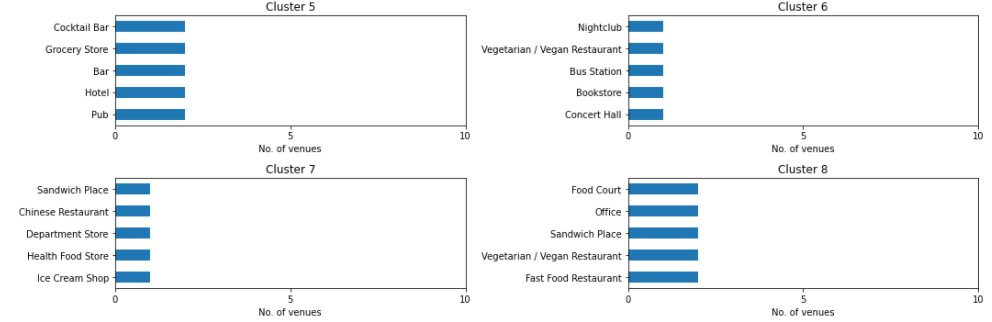 Cluster 5
Cocktail Bar
Grocery Store
Bar
Hotel
Pub
0 5 10
No. of venues
Cluster 6
Nightclub
Vegetarian / Vegan Restaurant
Bus Station
Bookstore
Concert Hall
0 5 10
No. of venues
Cluster 7
Sandwich Place
Chinese Restaurant
Department Store
Health Food Store
Ice Cream Shop
0 5 10
No. of venues
Cluster 8
Food Court
Office
Sandwich Place
Vegetarian / Vegan Restaurant
Fast Food Restaurant
0 5 10
No. of venues